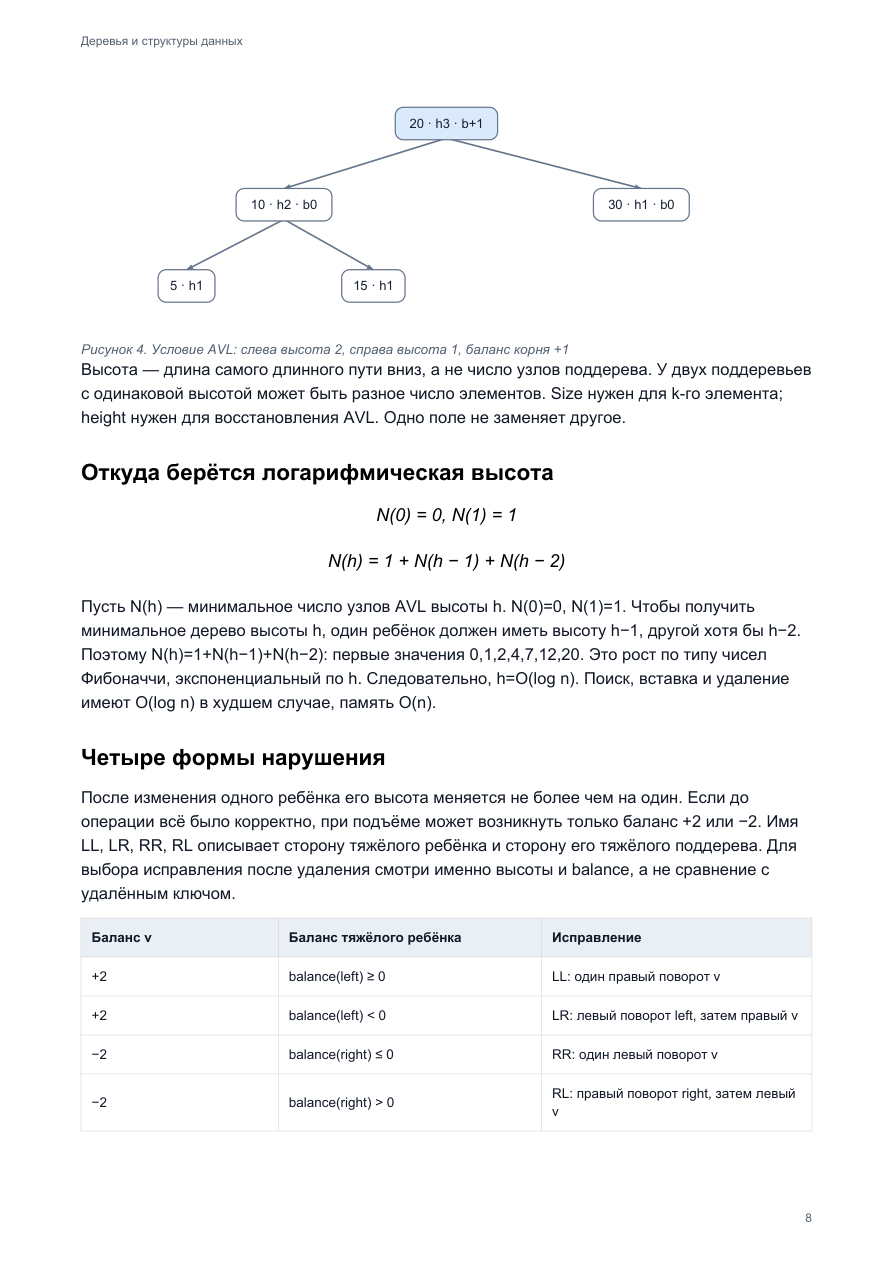 Деревья и структуры данных
20 · h3 · b+1
10 · h2 · b0
30 · h1 · b0
5 · h1
15 · h1
Рисунок 4. Условие AVL: слева высота 2, справа высота 1, баланс корня +1
Высота — длина самого длинного пути вниз, а не число узлов поддерева. У двух поддеревьев
с одинаковой высотой может быть разное число элементов. Size нужен для k-го элемента;
height нужен для восстановления AVL. Одно поле не заменяет другое.
Откуда берётся логарифмическая высота
N(0) = 0, N(1) = 1
N(h) = 1 + N(h − 1) + N(h − 2)
Пусть N(h) — минимальное число узлов AVL высоты h. N(0)=0, N(1)=1. Чтобы получить
минимальное дерево высоты h, один ребёнок должен иметь высоту h−1, другой хотя бы h−2.
Поэтому N(h)=1+N(h−1)+N(h−2): первые значения 0,1,2,4,7,12,20. Это рост по типу чисел
Фибоначчи, экспоненциальный по h. Следовательно, h=O(log n). Поиск, вставка и удаление
имеют O(log n) в худшем случае, память O(n).
Четыре формы нарушения
После изменения одного ребёнка его высота меняется не более чем на один. Если до
операции всё было корректно, при подъёме может возникнуть только баланс +2 или −2. Имя
LL, LR, RR, RL описывает сторону тяжёлого ребёнка и сторону его тяжёлого поддерева. Для
выбора исправления после удаления смотри именно высоты и balance, а не сравнение с
удалённым ключом.
Баланс v
Баланс тяжёлого ребёнка
Исправление
+2
balance(left) ≥ 0
LL: один правый поворот v
+2
balance(left) < 0
LR: левый поворот left, затем правый v
−2
balance(right) ≤ 0
RR: один левый поворот v
−2
balance(right) > 0
RL: правый поворот right, затем левый
v
8